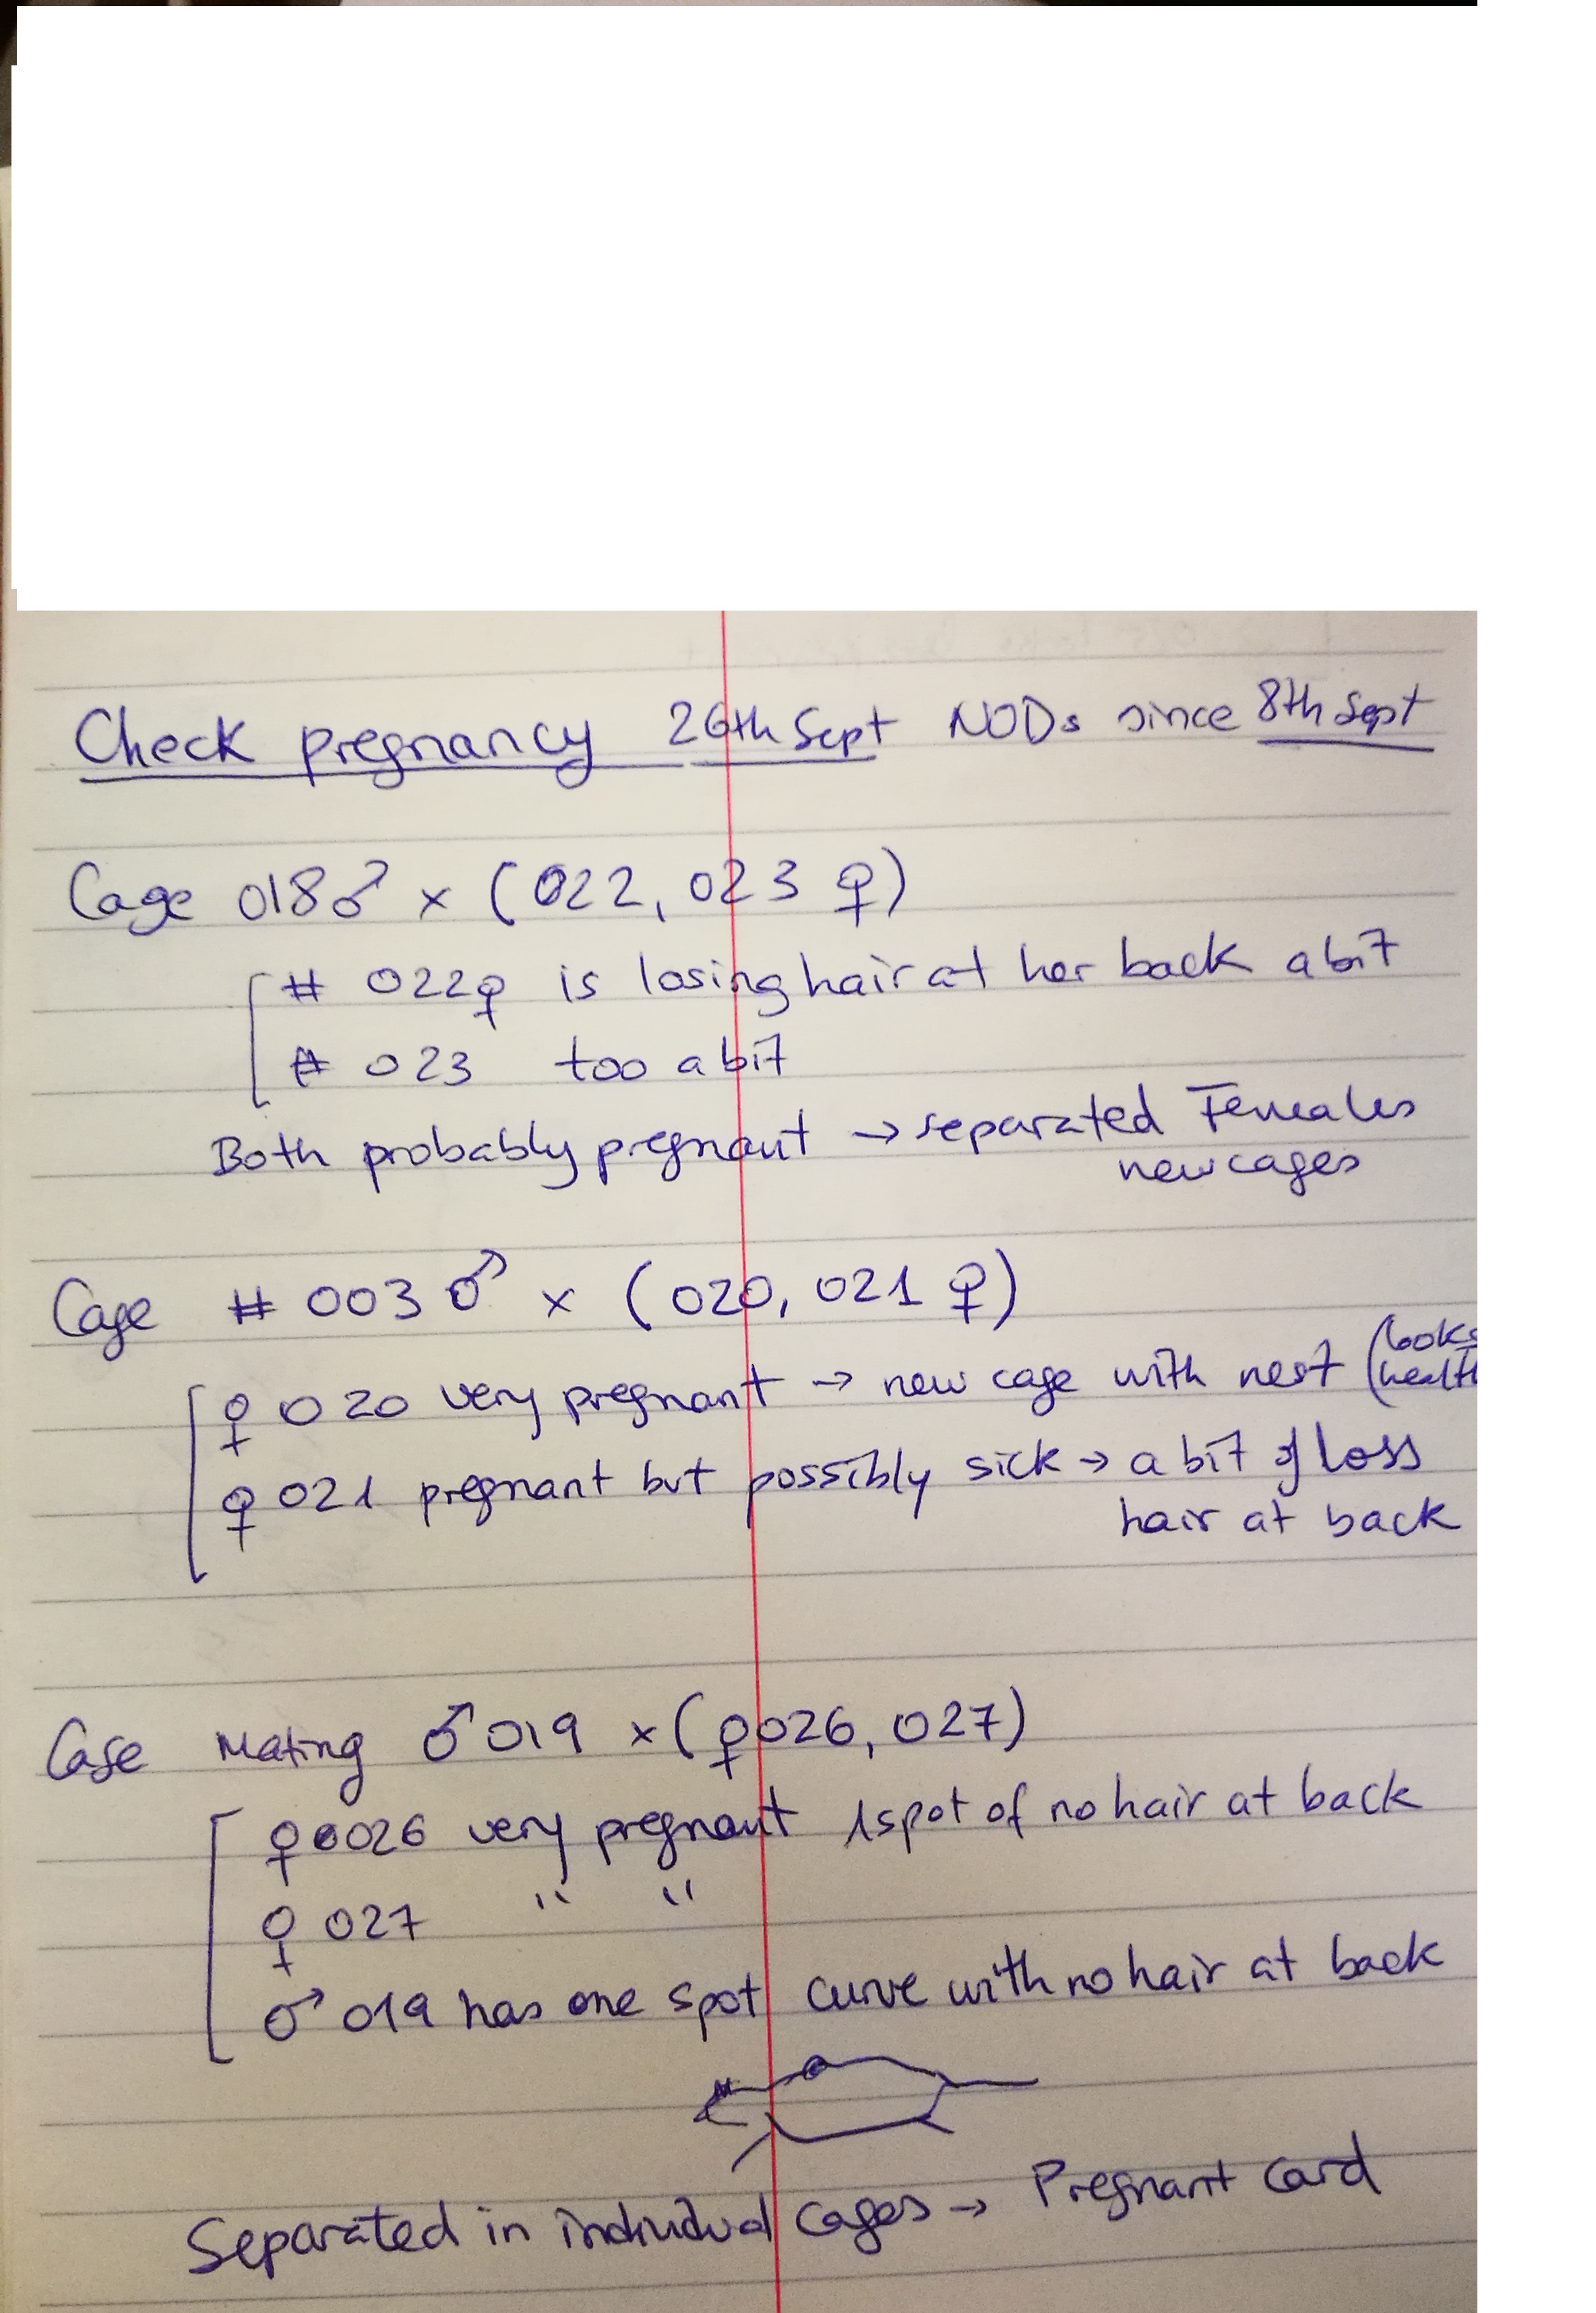 Check pregnancy 26th Sept NODs since 8th Sept
Cage 018♂ x (022, 023 ♀)
# 022♀ is losing hair at her back a bit
# 023 too a bit
Both probably pregnant → separated Females
new cages
Cage # 003 ♂ x (020, 021 ♀)
♀ 020 very pregnant → new cage with nest (looks
health
♀ 021 pregnant but possibly sick → a bit of loss
hair at back
Cage Mating ♂ 019 x (♀026, 027)
♀ 026 very pregnant 1 spot of no hair at back
♀ 027 " "
♂ 019 has one spot curve with no hair at back
Separated in individual cages → Pregnant card